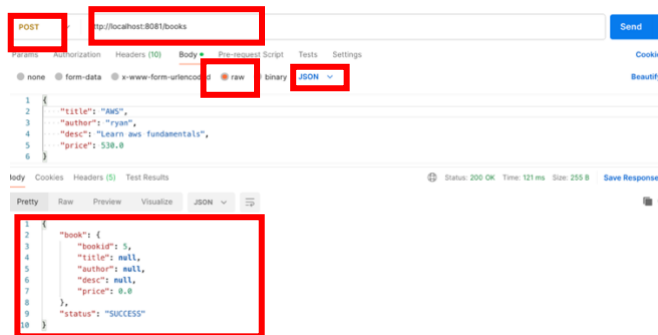 POST
ttp://localhost:8081/books
Send
Params Authorization Headers (10) Body Pre-request Script Tests Settings Cookie
none form-data x-www-form-urlencoded raw binary JSON Beautify
1 {
2 "title": "AWS",
3 "author": "ryan",
4 "desc": "Learn aws fundamentals",
5 "price": 530.0
6 }
ody Cookies Headers (5) Test Results Status: 200 OK Time: 121 ms Size: 255 B Save Response
Pretty Raw Preview Visualize JSON
1 {
2 "book": {
3 "bookid": 5,
4 "title": null,
5 "author": null,
6 "desc": null,
7 "price": 0.0
8 },
9 "status": "SUCCESS"
10 }